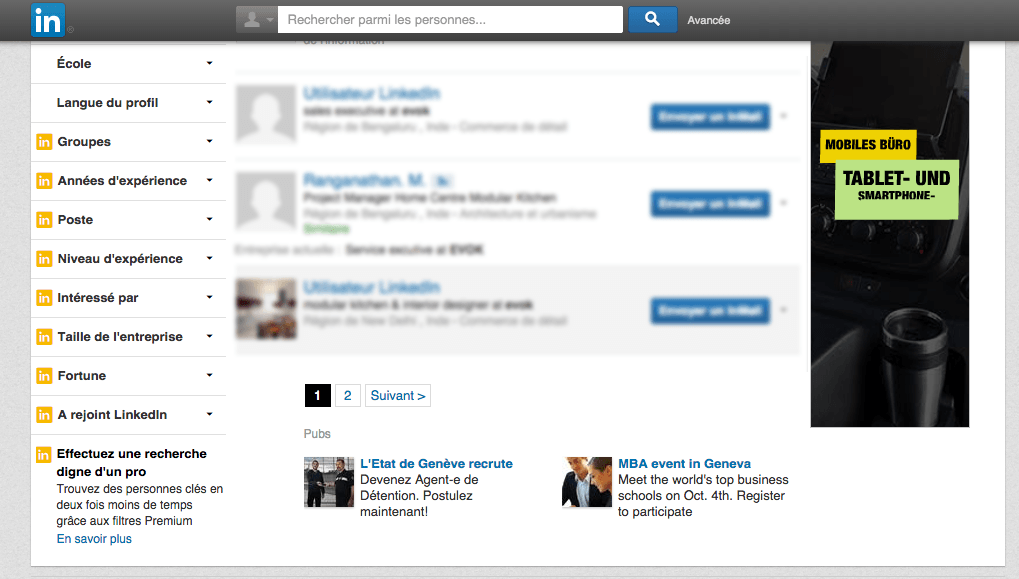 in
Rechercher parmi les personnes...
Avancée
de l'information
École
Langue du profil
in Groupes
in Années d'expérience
in Poste
in Niveau d'expérience
in Intéressé par
in Taille de l'entreprise
in Fortune
in A rejoint LinkedIn
in Effectuez une recherche
digne d'un pro
Trouvez des personnes clés en
deux fois moins de temps
grâce aux filtres Premium
En savoir plus
Utilisateur LinkedIn
sales executive at evok
Région de Bengaluru, Inde - Commerce de détail
Envoyer un InMail
Ranganathan. M.
Project Manager Home Centre Modular Kitchen
Région de Bengaluru, Inde - Architecture et urbanisme
Similaire
Entreprise actuelle : Service excutive at EVOK
Envoyer un InMail
Utilisateur LinkedIn
modular kitchen & interior designer at evok
Région de New Delhi, Inde - Commerce de détail
Envoyer un InMail
1 2 Suivant >
Pubs
L'Etat de Genève recrute
Devenez Agent-e de
Détention. Postulez
maintenant!
MBA event in Geneva
Meet the world's top business
schools on Oct. 4th. Register
to participate
MOBILES BÜRO
TABLET- UND
SMARTPHONE-